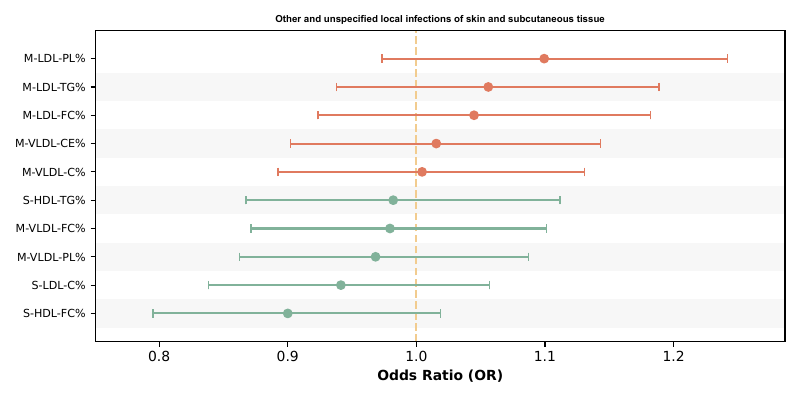 Other and unspecified local infections of skin and subcutaneous tissue
M-LDL-PL%
M-LDL-TG%
M-LDL-FC%
M-VLDL-CE%
M-VLDL-C%
S-HDL-TG%
M-VLDL-FC%
M-VLDL-PL%
S-LDL-C%
S-HDL-FC%
0.8 0.9 1.0 1.1 1.2
Odds Ratio (OR)